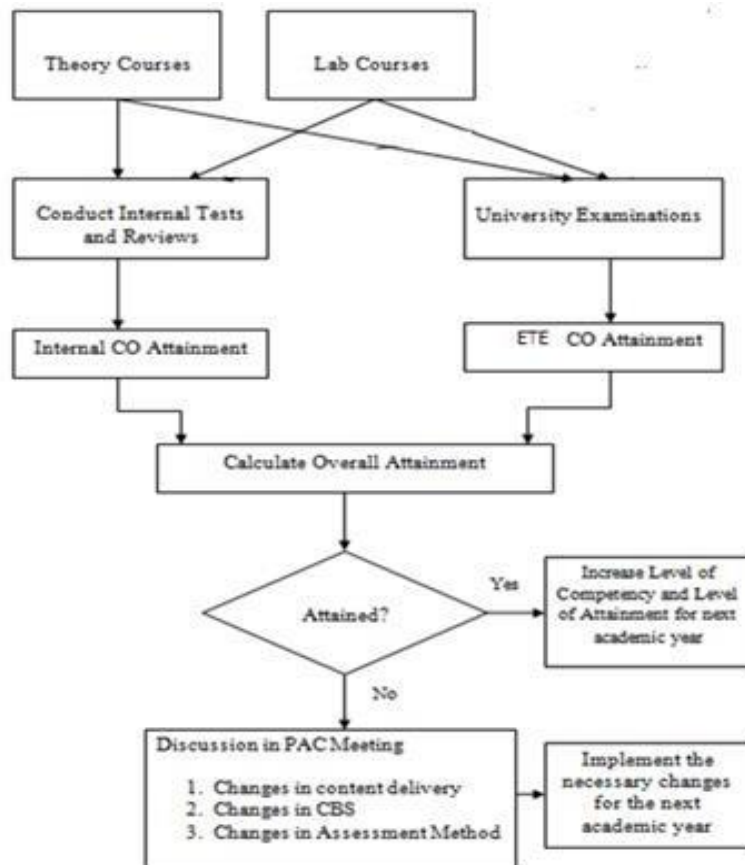 Theory Courses
Lab Courses
Conduct Internal Tests
and Reviews
University Examinations
Internal CO Attainment
ETE CO Attainment
Calculate Overall Attainment
Attained?
Yes
Increase Level of
Competency and Level
of Attainment for next
academic year
No
Discussion in PAC Meeting
1. Changes in content delivery
2. Changes in CBS
3. Changes in Assessment Method
Implement the
necessary changes
for the next
academic year